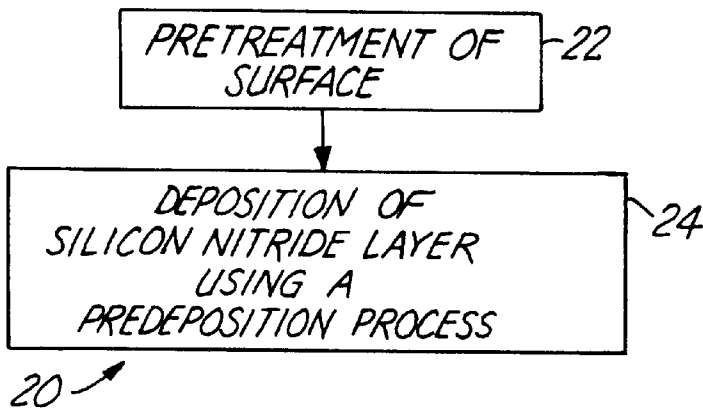 PRETREATMENT OF
SURFACE
22
DEPOSITION OF
SILICON NITRIDE LAYER
USING A
PREDEPOSITION PROCESS
24
20